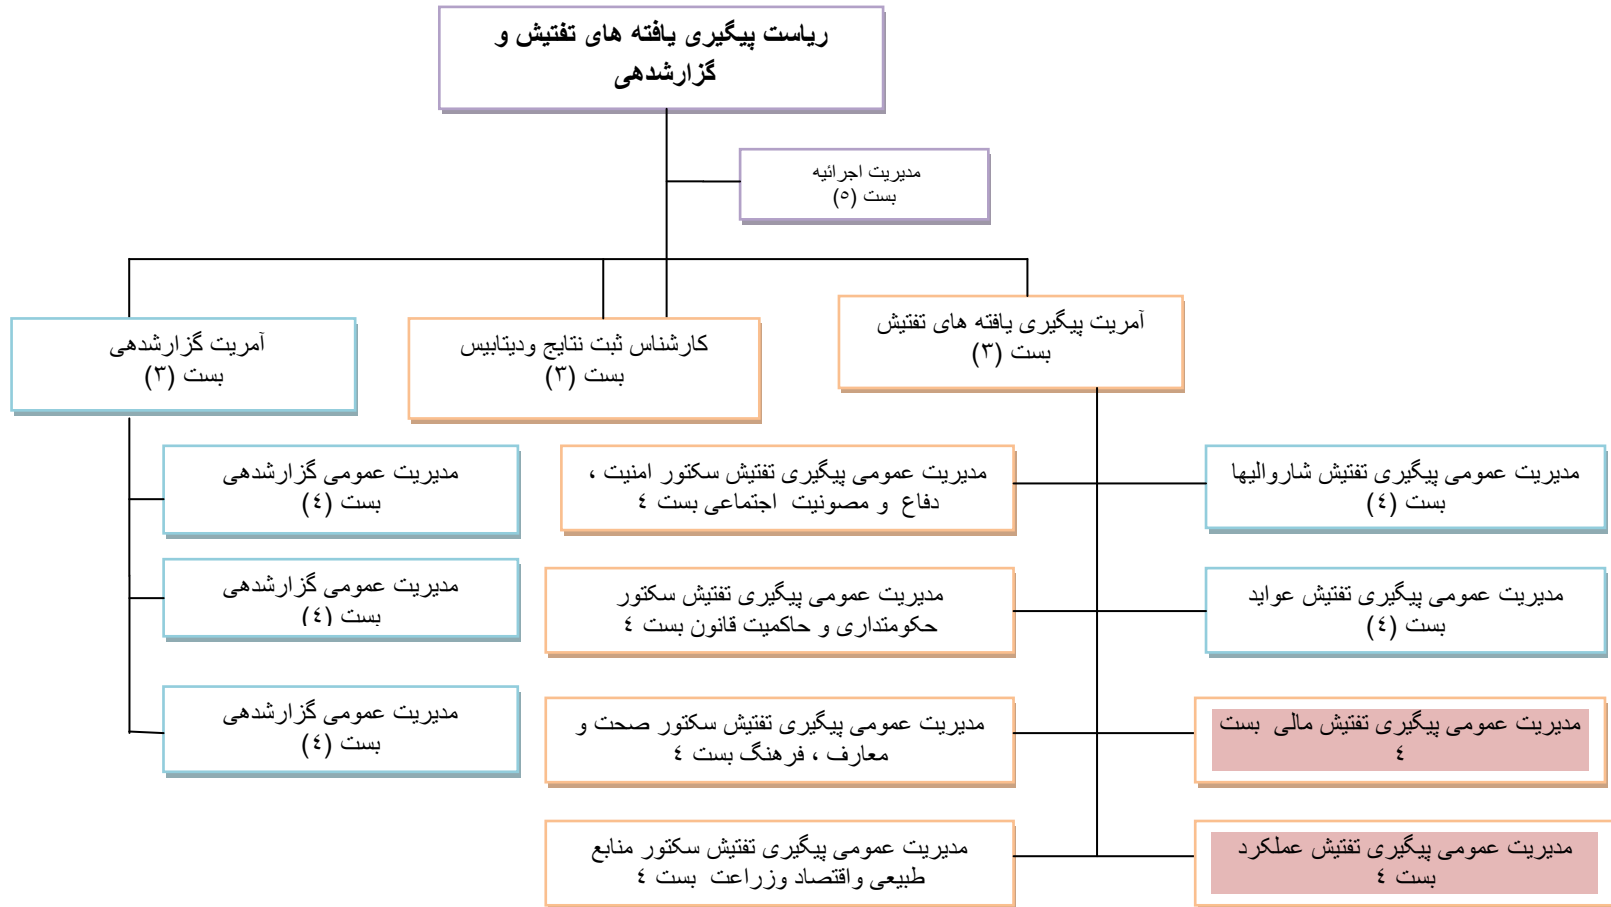 ریاست پیگیری یافته های تفتیش و
گزارشدهی
مدیریت اجرائیه
بست (٥)
آمریت پیگیری یافته های تفتیش
بست (٣)
کارشناس ثبت نتایج ودیتابیس
بست (٣)
آمریت گزارشدهی
بست (٣)
مدیریت عمومی پیگیری تفتیش شاروالیها
بست (٤)
مدیریت عمومی پیگیری تفتیش سکتور امنیت ،
دفاع و مصونیت اجتماعی بست ٤
مدیریت عمومی گزارشدهی
بست (٤)
مدیریت عمومی پیگیری تفتیش عواید
بست (٤)
مدیریت عمومی پیگیری تفتیش سکتور
حکومتداری و حاکمیت قانون بست ٤
مدیریت عمومی گزارشدهی
بست (٤)
مدیریت عمومی پیگیری تفتیش مالی بست
٤
مدیریت عمومی پیگیری تفتیش سکتور صحت و
معارف ، فرهنگ بست ٤
مدیریت عمومی گزارشدهی
بست (٤)
مدیریت عمومی پیگیری تفتیش عملکرد
بست ٤
مدیریت عمومی پیگیری تفتیش سکتور منابع
طبیعی واقتصاد وزراعت بست ٤